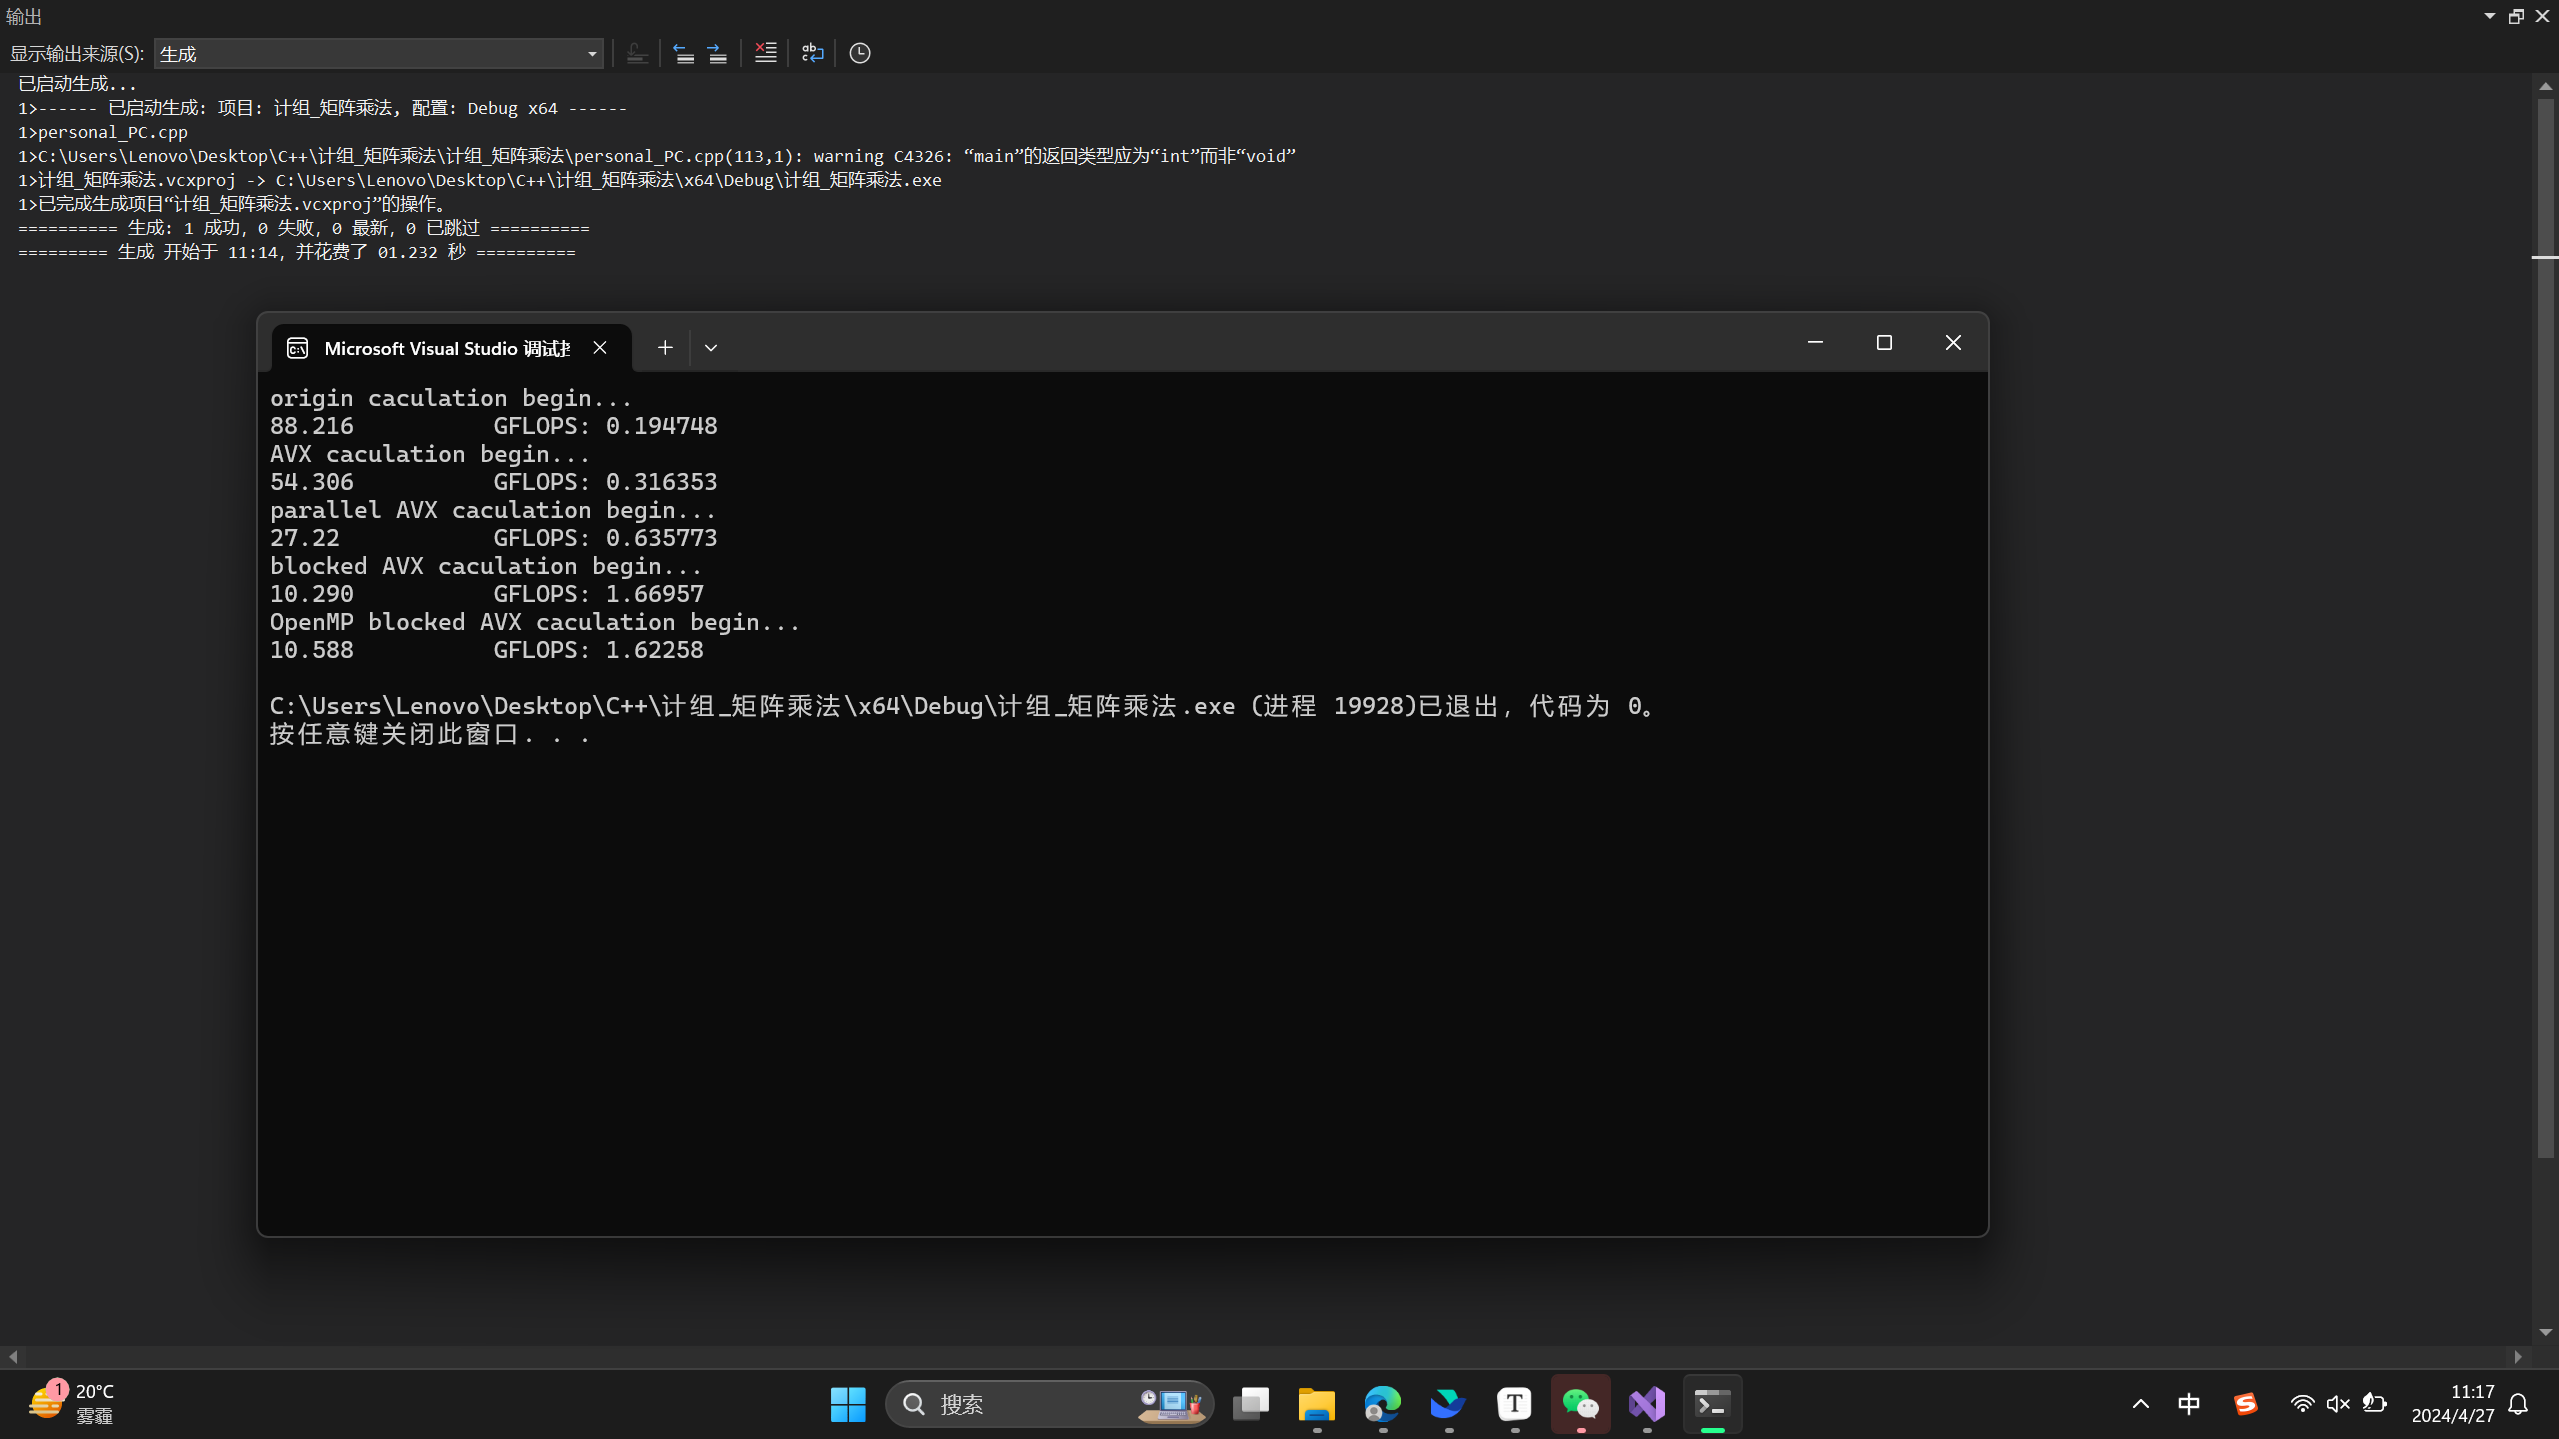 输出
显示输出来源(S): 生成
已启动生成...
1>------ 已启动生成: 项目: 计组_矩阵乘法, 配置: Debug x64 ------
1>personal_PC.cpp
1>C:\Users\Lenovo\Desktop\C++\计组_矩阵乘法\计组_矩阵乘法\personal_PC.cpp(113,1): warning C4326: “main”的返回类型应为“int”而非“void”
1>计组_矩阵乘法.vcxproj -> C:\Users\Lenovo\Desktop\C++\计组_矩阵乘法\x64\Debug\计组_矩阵乘法.exe
1>已完成生成项目“计组_矩阵乘法.vcxproj”的操作。
========== 生成: 1 成功, 0 失败, 0 最新, 0 已跳过 ==========
========= 生成 开始于 11:14, 并花费了 01.232 秒 ==========
Microsoft Visual Studio 调试
origin caculation begin...
88.216 GFLOPS: 0.194748
AVX caculation begin...
54.306 GFLOPS: 0.316353
parallel AVX caculation begin...
27.22 GFLOPS: 0.635773
blocked AVX caculation begin...
10.290 GFLOPS: 1.66957
OpenMP blocked AVX caculation begin...
10.588 GFLOPS: 1.62258
C:\Users\Lenovo\Desktop\C++\计组_矩阵乘法\x64\Debug\计组_矩阵乘法.exe (进程 19928)已退出, 代码为 0。
按任意键关闭此窗口. . .
1
20°C
雾霾
搜索
中
11:17
2024/4/27